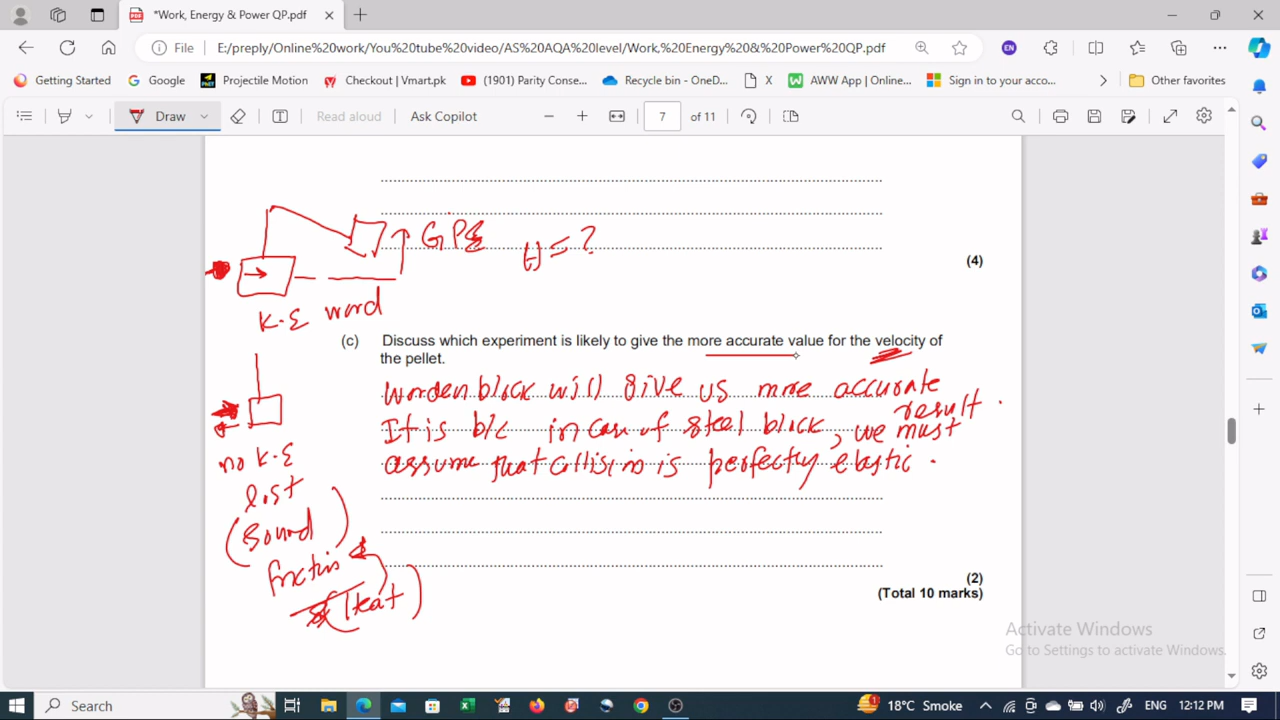 *Work, Energy & Power QP.pdf
File E:/preply/Online%20work/You%20tube%20video/AS%20AQA%20level/Work,%20Energy%20&%20Power%20QP.pdf EN
Getting Started Google Projectile Motion Checkout | Vmart.pk (1901) Parity Conse... Recycle bin - OneD... X AWW App | Online... Sign in to your acco... Other favorites
Draw Read aloud Ask Copilot 7 of 11
GPE
θ = ?
(4)
K.E word
(c) Discuss which experiment is likely to give the more accurate value for the velocity of
the pellet.
Worden block will give us more accurate
result.
It is b/c in case of steel block, we must
assume that collision is perfectly elastic.
no K.E
lost
(sound)
friction
(Heat)
(2)
(Total 10 marks)
Activate Windows
Go to Settings to activate Windows.
Search 18°C Smoke ENG 12:12 PM